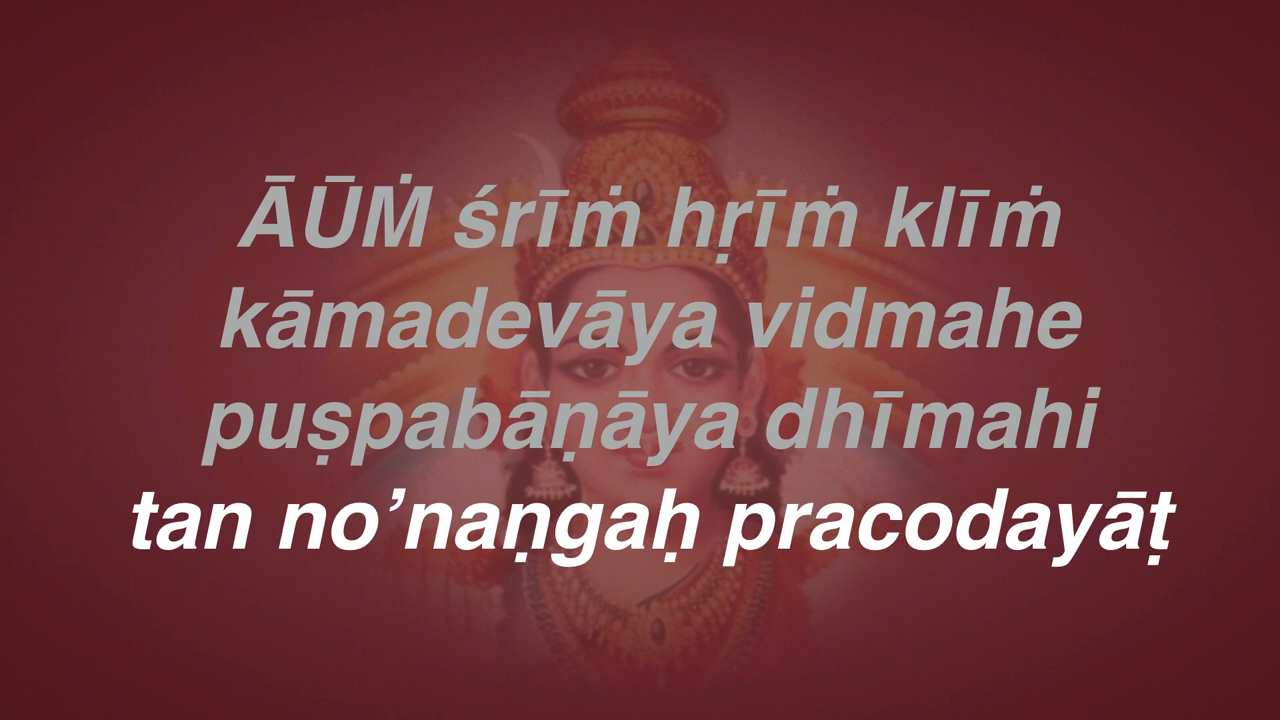 ĀŪṀ śrīṁ hṛīṁ klīṁ
kāmadevāya vidmahe
puṣpabāṇāya dhīmahi
tan no’naṇgaḥ pracodayāṭ